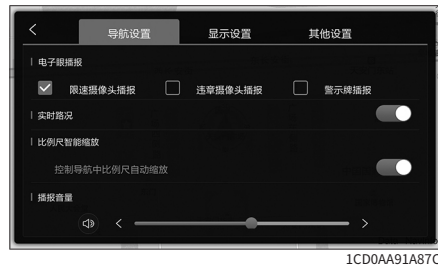 导航设置 显示设置 其他设置
电子眼播报
限速摄像头播报 违章摄像头播报 警示牌播报
实时路况
比例尺智能缩放
控制导航中比例尺自动缩放
播报音量
1CD0AA91A87C